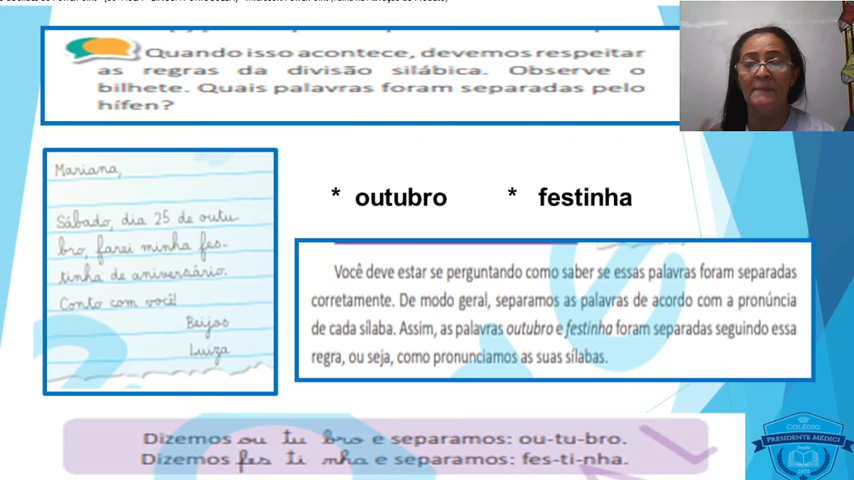 Quando isso acontece, devemos respeitar
as regras da divisão silábica. Observe o
bilhete. Quais palavras foram separadas pelo
hífen?
Mariana,
Sábado, dia 25 de outu-
bro, farei minha fes-
tinha de aniversário.
Conto com você!
Beijos
Luiza
* outubro * festinha
Você deve estar se perguntando como saber se essas palavras foram separadas
corretamente. De modo geral, separamos as palavras de acordo com a pronúncia
de cada sílaba. Assim, as palavras outubro e festinha foram separadas seguindo essa
regra, ou seja, como pronunciamos as suas sílabas.
Dizemos ou tu bro e separamos: ou-tu-bro.
Dizemos fes ti nha e separamos: fes-ti-nha.
COLÉGIO
PRESIDENTE MÉDICI